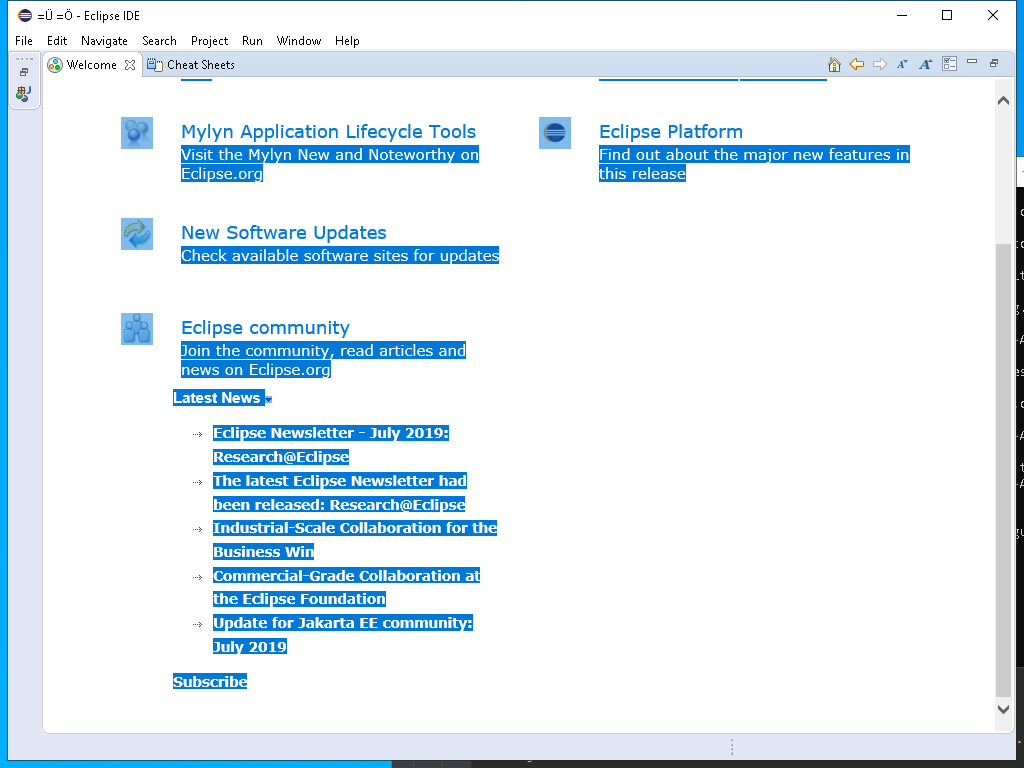 =Ü =Ö - Eclipse IDE
File Edit Navigate Search Project Run Window Help
Welcome Cheat Sheets
Mylyn Application Lifecycle Tools
Visit the Mylyn New and Noteworthy on
Eclipse.org
Eclipse Platform
Find out about the major new features in
this release
New Software Updates
Check available software sites for updates
Eclipse community
Join the community, read articles and
news on Eclipse.org
Latest News
Eclipse Newsletter - July 2019:
Research@Eclipse
The latest Eclipse Newsletter had
been released: Research@Eclipse
Industrial-Scale Collaboration for the
Business Win
Commercial-Grade Collaboration at
the Eclipse Foundation
Update for Jakarta EE community:
July 2019
Subscribe